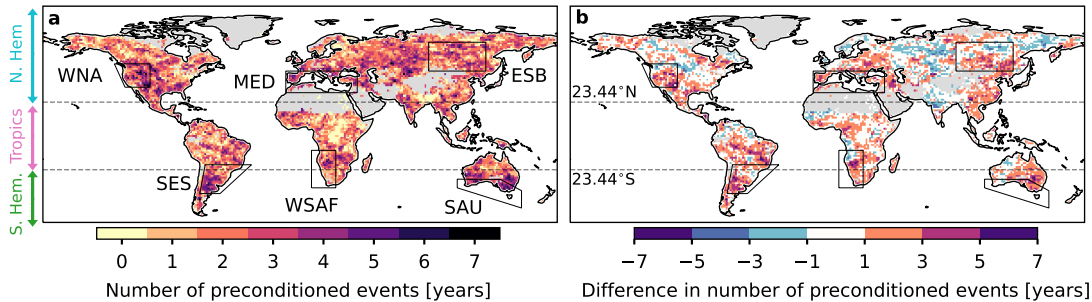 a
b
N. Hem
Tropics
S. Hem.
WNA
MED
ESB
SES
WSAF
SAU
23.44°N
23.44°S
0 1 2 3 4 5 6 7
Number of preconditioned events [years]
−7 −5 −3 −1 1 3 5 7
Difference in number of preconditioned events [years]